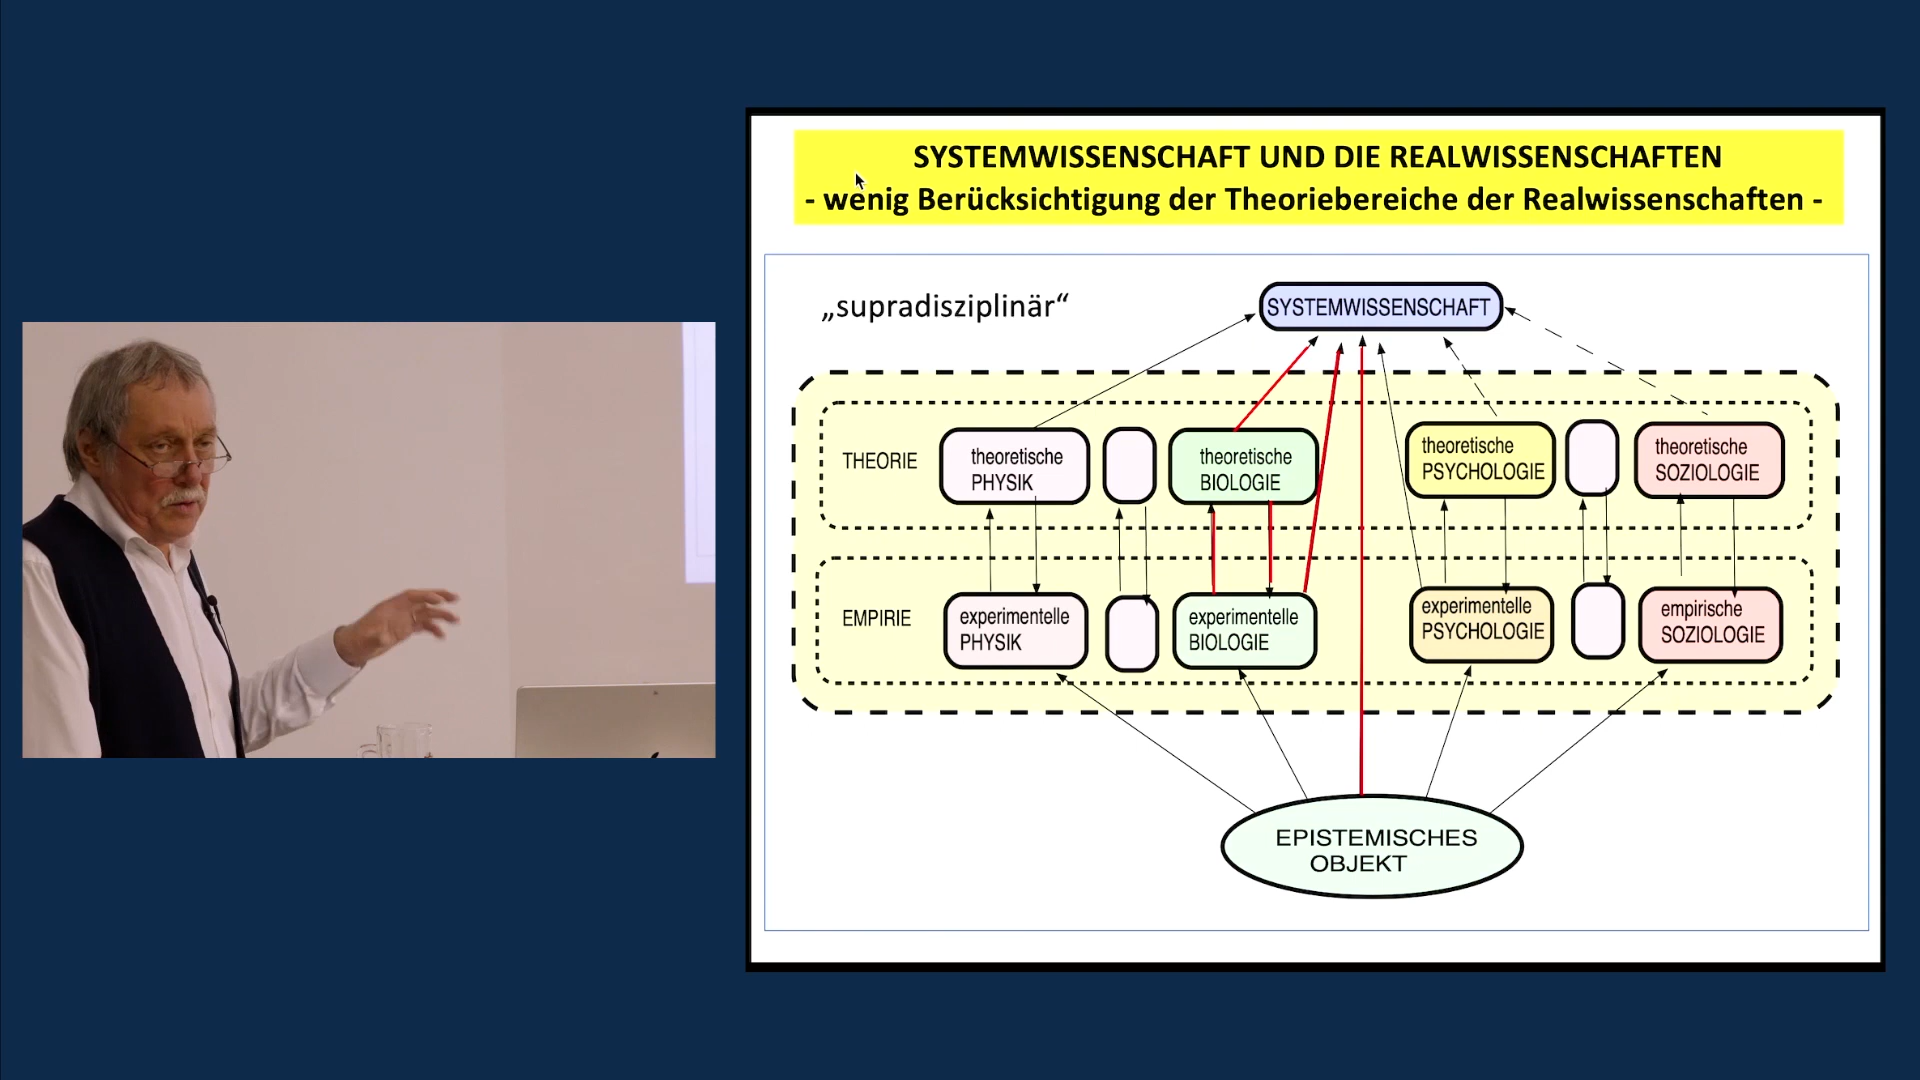 SYSTEMWISSENSCHAFT UND DIE REALWISSENSCHAFTEN
- wenig Berücksichtigung der Theoriebereiche der Realwissenschaften -
„supradisziplinär“
SYSTEMWISSENSCHAFT
THEORIE
theoretische
PHYSIK
theoretische
BIOLOGIE
theoretische
PSYCHOLOGIE
theoretische
SOZIOLOGIE
EMPIRIE
experimentelle
PHYSIK
experimentelle
BIOLOGIE
experimentelle
PSYCHOLOGIE
empirische
SOZIOLOGIE
EPISTEMISCHES
OBJEKT